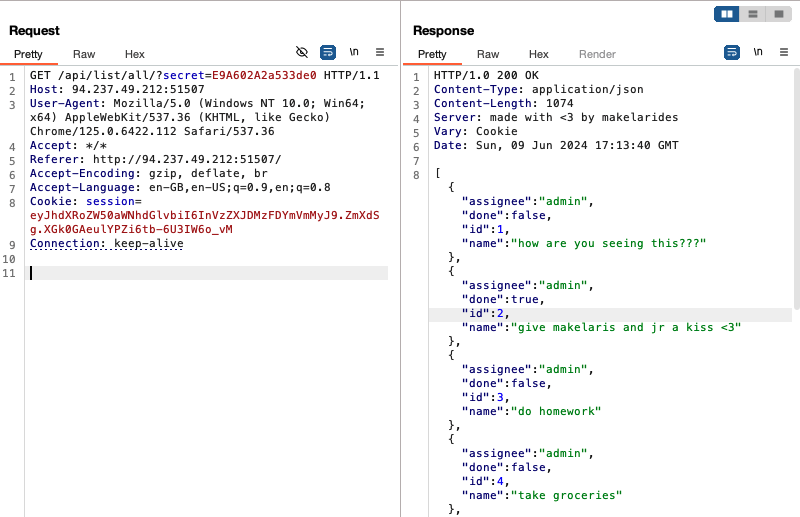 Request
Pretty Raw Hex \n
1 GET /api/list/all/?secret=E9A602A2a533de0 HTTP/1.1
2 Host: 94.237.49.212:51507
3 User-Agent: Mozilla/5.0 (Windows NT 10.0; Win64;
x64) AppleWebKit/537.36 (KHTML, like Gecko)
Chrome/125.0.6422.112 Safari/537.36
4 Accept: */*
5 Referer: http://94.237.49.212:51507/
6 Accept-Encoding: gzip, deflate, br
7 Accept-Language: en-GB,en-US;q=0.9,en;q=0.8
8 Cookie: session=
eyJhdXRoZW50aWNhdGlvbiI6InVzZXJDMzFDYmVmMyJ9.ZmXdS
g.XGk0GAeulYPZi6tb-6U3IW6o_vM
9 Connection: keep-alive
10
11
Response
Pretty Raw Hex Render \n
1 HTTP/1.0 200 OK
2 Content-Type: application/json
3 Content-Length: 1074
4 Server: made with <3 by makelarides
5 Vary: Cookie
6 Date: Sun, 09 Jun 2024 17:13:40 GMT
7
8 [
{
"assignee":"admin",
"done":false,
"id":1,
"name":"how are you seeing this???"
},
{
"assignee":"admin",
"done":true,
"id":2,
"name":"give makelaris and jr a kiss <3"
},
{
"assignee":"admin",
"done":false,
"id":3,
"name":"do homework"
},
{
"assignee":"admin",
"done":false,
"id":4,
"name":"take groceries"
},